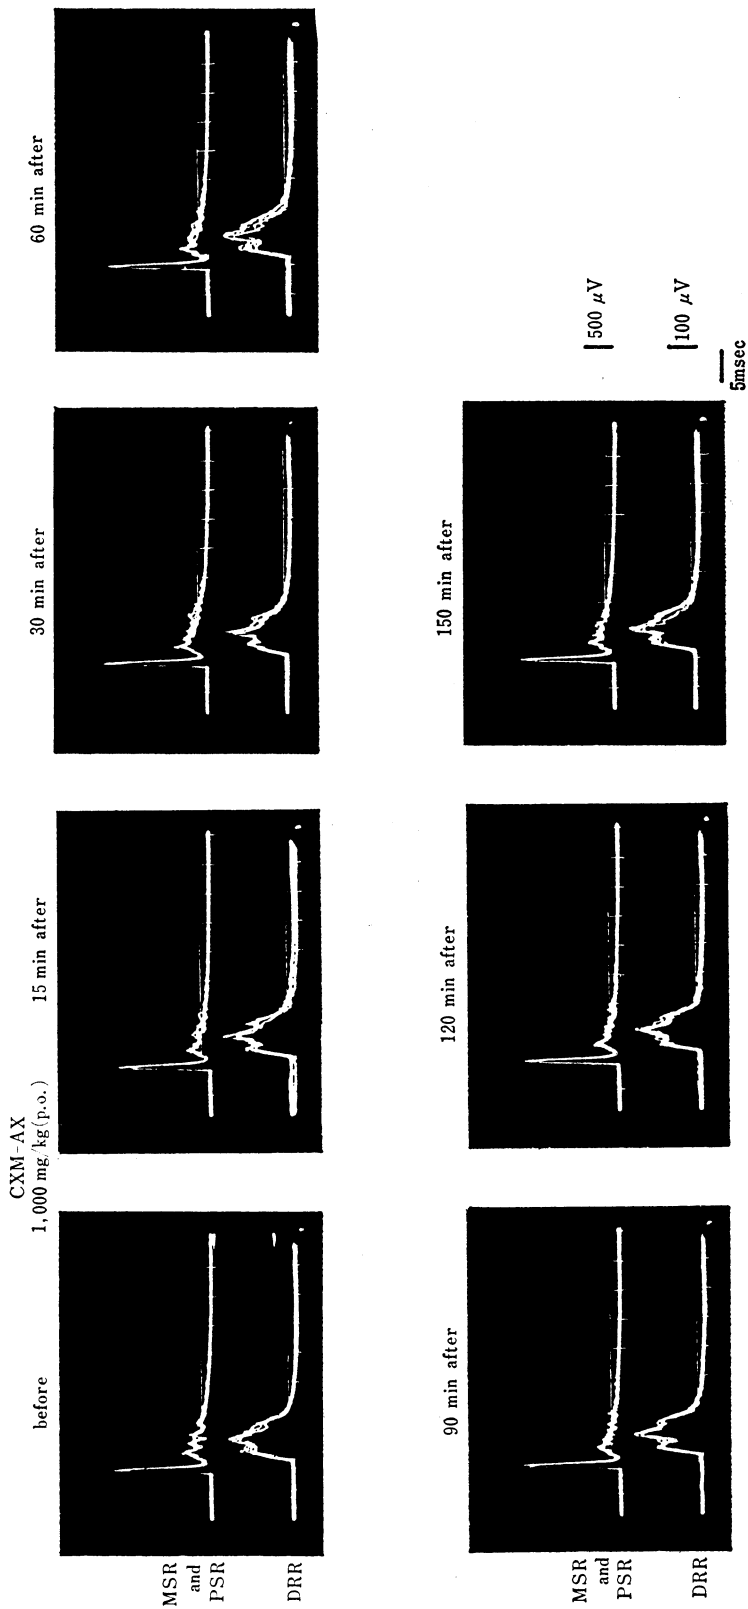 CXM-AX
1,000 mg/kg(p.o.)
before
15 min after
30 min after
60 min after
MSR
and
PSR
DRR
90 min after
120 min after
150 min after
500 μV
100 μV
5msec
MSR
and
PSR
DRR